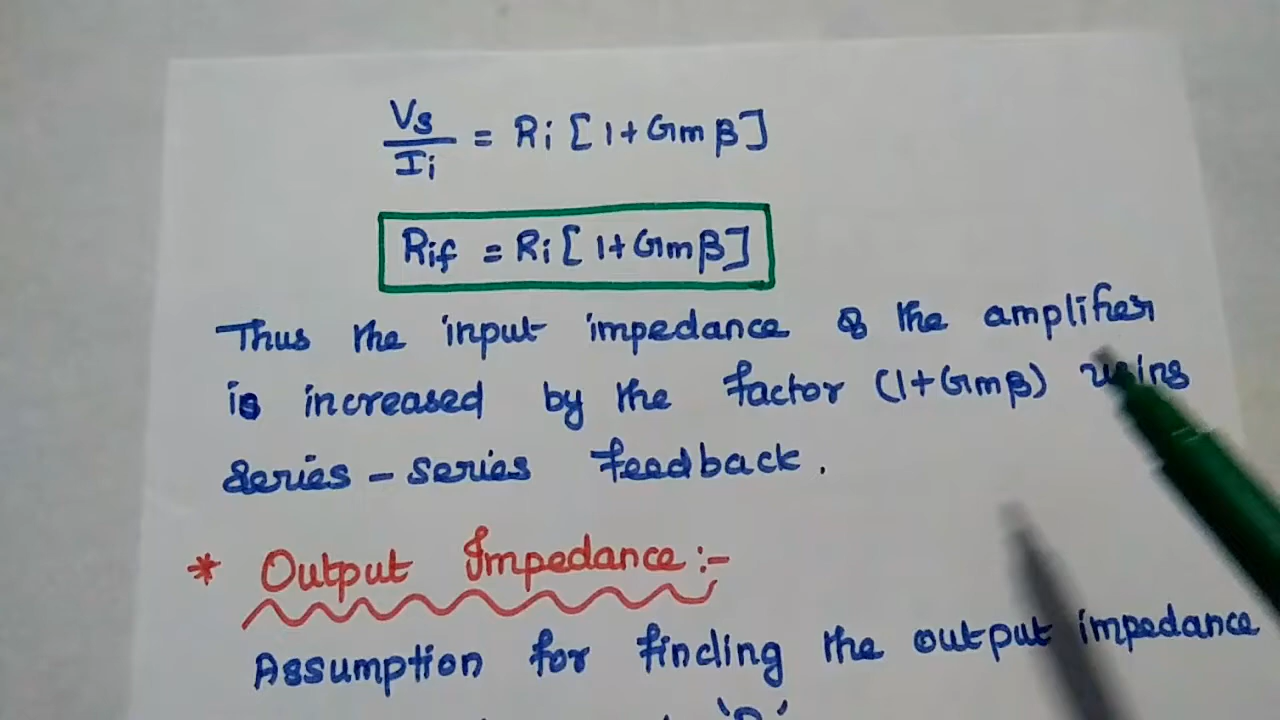 Vs/Ii = Ri [1+Gmβ]
Rif = Ri [1+Gmβ]
Thus the input impedance of the amplifier
is increased by the factor (1+Gmβ) using
series - series feedback.
* Output Impedance :-
Assumption for finding the output impedance